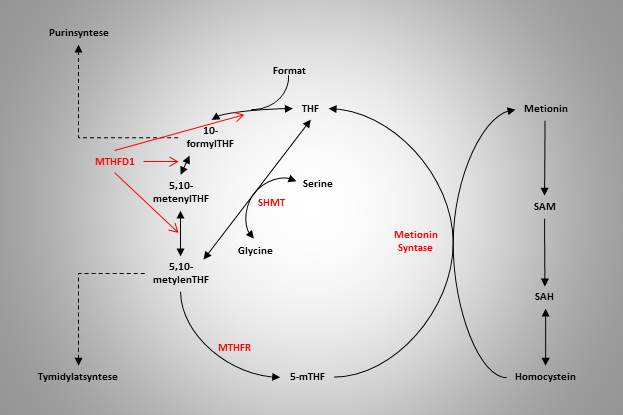 Purinsyntese
Format
THF
Metionin
10-
formylTHF
MTHFD1
5,10-
metenylTHF
Serine
SHMT
SAM
Metionin
Syntase
Glycine
5,10-
metylenTHF
SAH
MTHFR
Tymidylatsyntese
5-mTHF
Homocystein